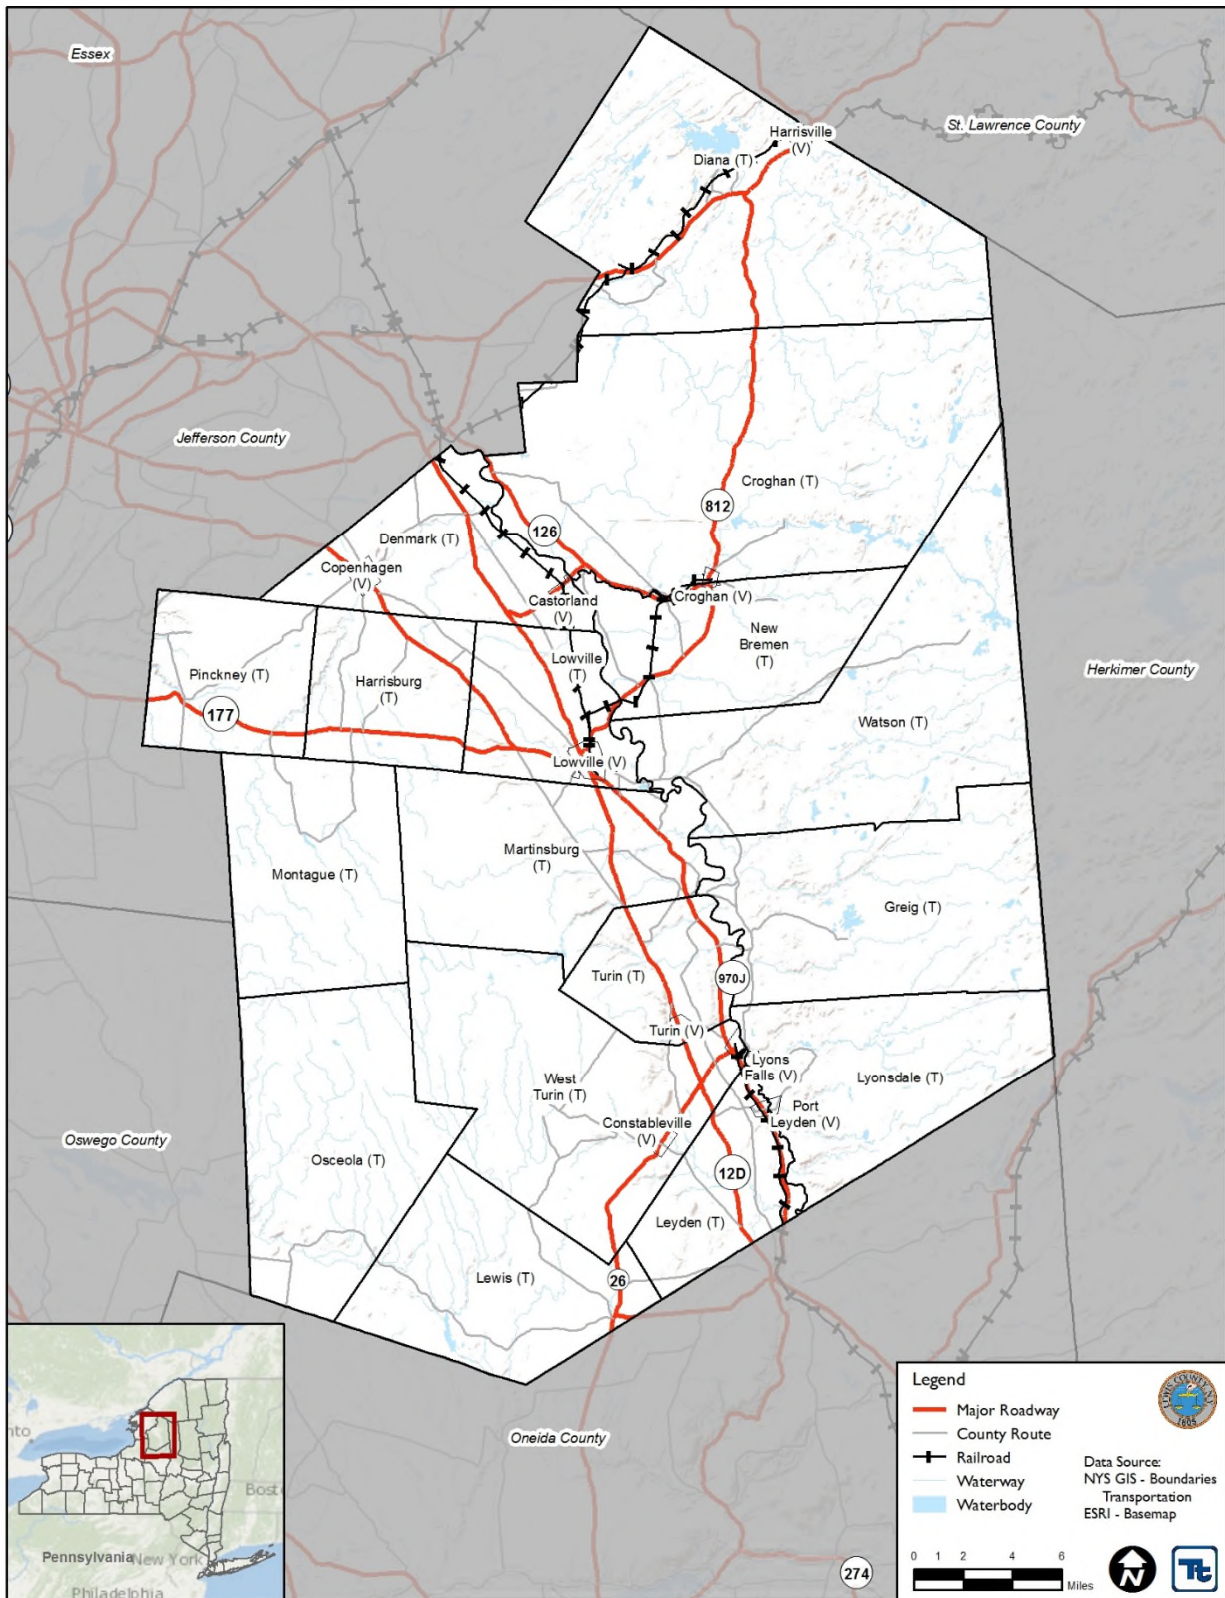 Essex
St. Lawrence County
Harrisville
(V)
Diana (T)
Jefferson County
Croghan (T)
812
126
Denmark (T)
Copenhagen
(V)
Castorland
(V)
Croghan (V)
New
Bremen
(T)
Lowville
(T)
Pinckney (T)
Harrisburg
(T)
Herkimer County
177
Watson (T)
Lowville (V)
Martinsburg
(T)
Montague (T)
Greig (T)
Turin (T)
970J
Turin (V)
Lyons
Falls (V)
Lyonsdale (T)
West
Turin (T)
Port
Leyden (V)
Constableville
(V)
Oswego County
Osceola (T)
12D
Leyden (T)
Lewis (T)
26
Oneida County
274
nto
Bost
Pennsylvania
New York
Philadelphia
Legend
Major Roadway
County Route
Railroad
Waterway
Waterbody
LEWIS COUNTY, N.Y.
1805
Data Source:
NYS GIS - Boundaries
Transportation
ESRI - Basemap
0 1 2 4 6
Miles
N
Tt